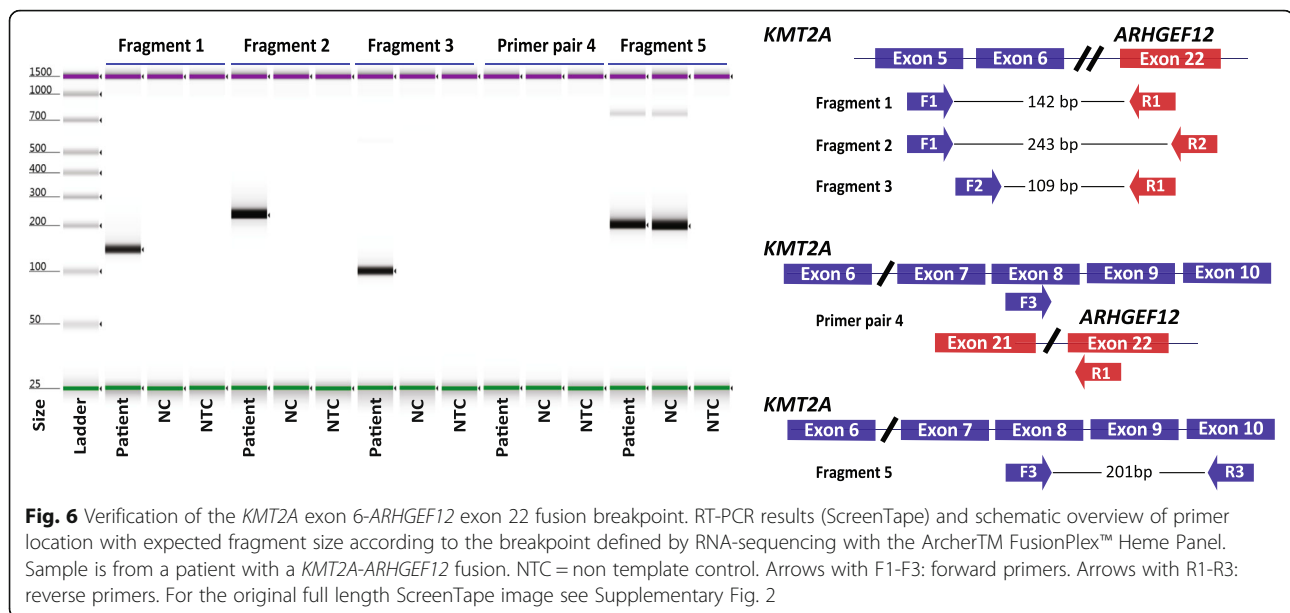 Fragment 1 Fragment 2 Fragment 3 Primer pair 4 Fragment 5
1500
1000
700
500
400
300
200
100
50
25
Size Ladder Patient NC NTC Patient NC NTC Patient NC NTC Patient NC NTC Patient NC NTC
KMT2A ARHGEF12
Exon 5 Exon 6 Exon 22
Fragment 1 F1 142 bp R1
Fragment 2 F1 243 bp R2
Fragment 3 F2 109 bp R1
KMT2A
Exon 6 Exon 7 Exon 8 Exon 9 Exon 10
F3
Primer pair 4 ARHGEF12
Exon 21 Exon 22
R1
KMT2A
Exon 6 Exon 7 Exon 8 Exon 9 Exon 10
Fragment 5 F3 201bp R3
Fig. 6 Verification of the KMT2A exon 6-ARHGEF12 exon 22 fusion breakpoint. RT-PCR results (ScreenTape) and schematic overview of primer
location with expected fragment size according to the breakpoint defined by RNA-sequencing with the ArcherTM FusionPlex™ Heme Panel.
Sample is from a patient with a KMT2A-ARHGEF12 fusion. NTC = non template control. Arrows with F1-F3: forward primers. Arrows with R1-R3:
reverse primers. For the original full length ScreenTape image see Supplementary Fig. 2